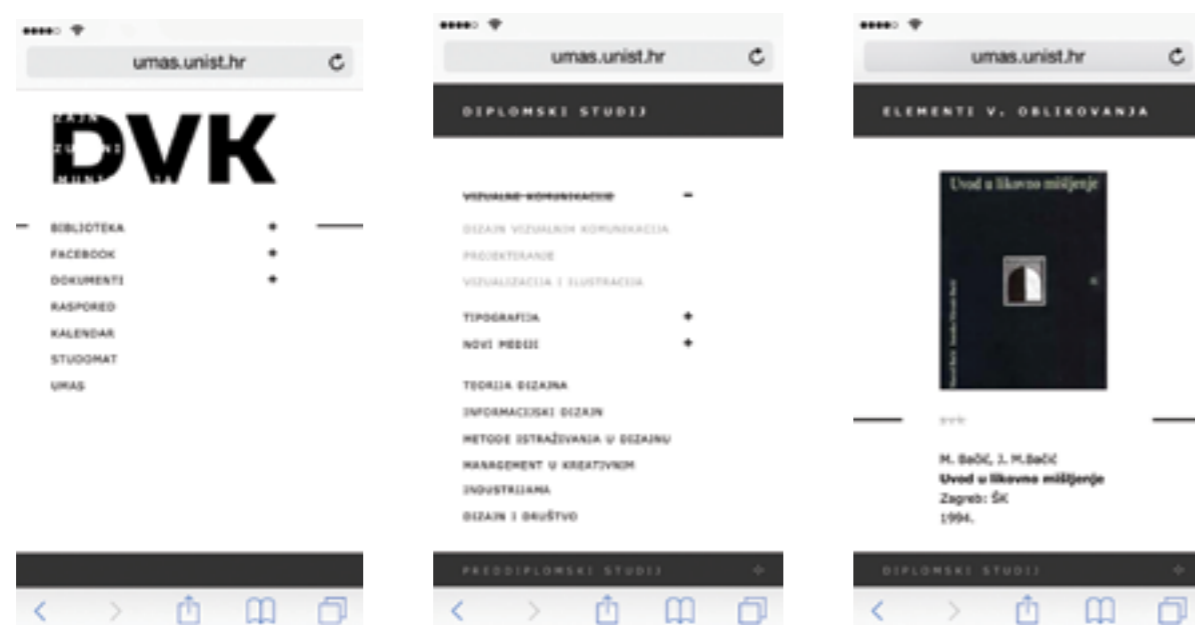 umas.unist.hr
ZAJN
DVK
BIBLIOTEKA +
FACEBOOK +
DOKUMENTI +
RASPORED
KALENDAR
STUDOMAT
UMAS
umas.unist.hr
DIPLOMSKI STUDIJ
VIZUALNE KOMUNIKACIJE -
DIZAJN VIZUALNIH KOMUNIKACIJA
PROJEKTIRANJE
VIZUALIZACIJA I ILUSTRACIJA
TIPOGRAFIJA +
NOVI MEDIJI +
TEORIJA DIZAJNA
INFORMACIJSKI DIZAJN
METODE ISTRAŽIVANJA U DIZAJNU
MANAGEMENT U KREATIVNIM
INDUSTRIJAMA
DIZAJN I DRUŠTVO
PREDDIPLOMSKI STUDIJ +
umas.unist.hr
ELEMENTI V. OBLIKOVANJA
Uvod u likovno mišljenje
DVK
M. Bačić, J. M.Bačić
Uvod u likovno mišljenje
Zagreb: ŠK
1994.
DIPLOMSKI STUDIJ +